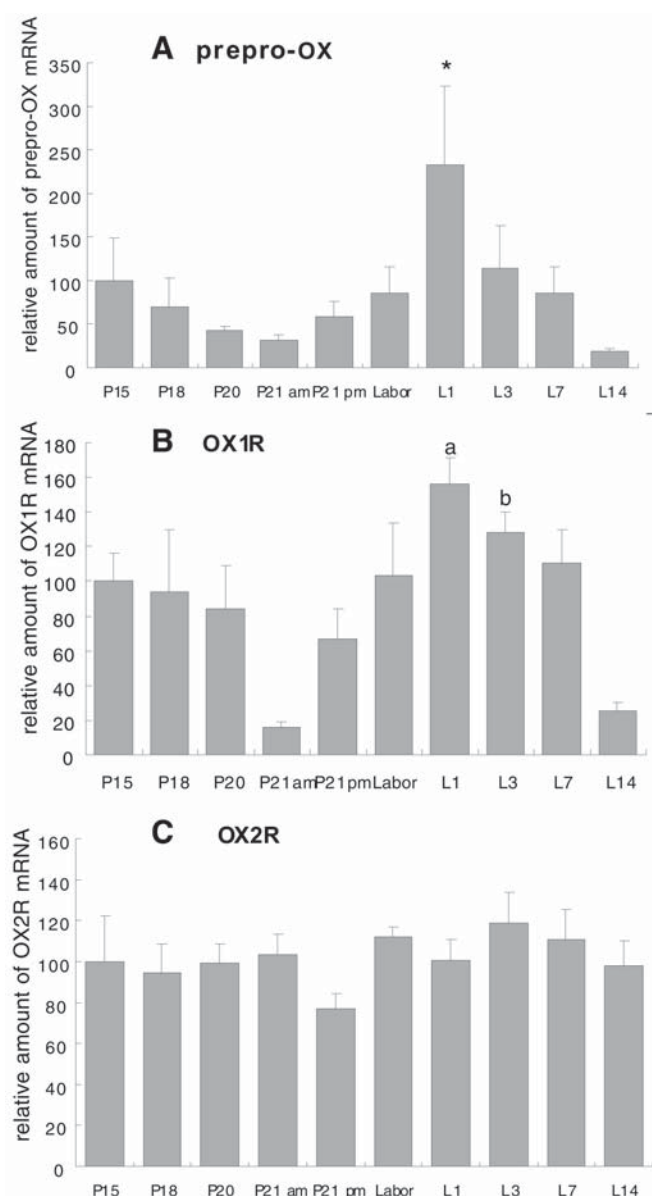 A prepro-OX
relative amount of prepro-OX mRNA
350
300
250
200
150
100
50
0
*
P15 P18 P20 P21 am P21 pm Labor L1 L3 L7 L14
B OX1R
relative amount of OX1R mRNA
180
160
140
120
100
80
60
40
20
0
a
b
P15 P18 P20 P21am P21pm Labor L1 L3 L7 L14
C OX2R
relative amount of OX2R mRNA
160
140
120
100
80
60
40
20
0
P15 P18 P20 P21 am P21 pm Labor L1 L3 L7 L14